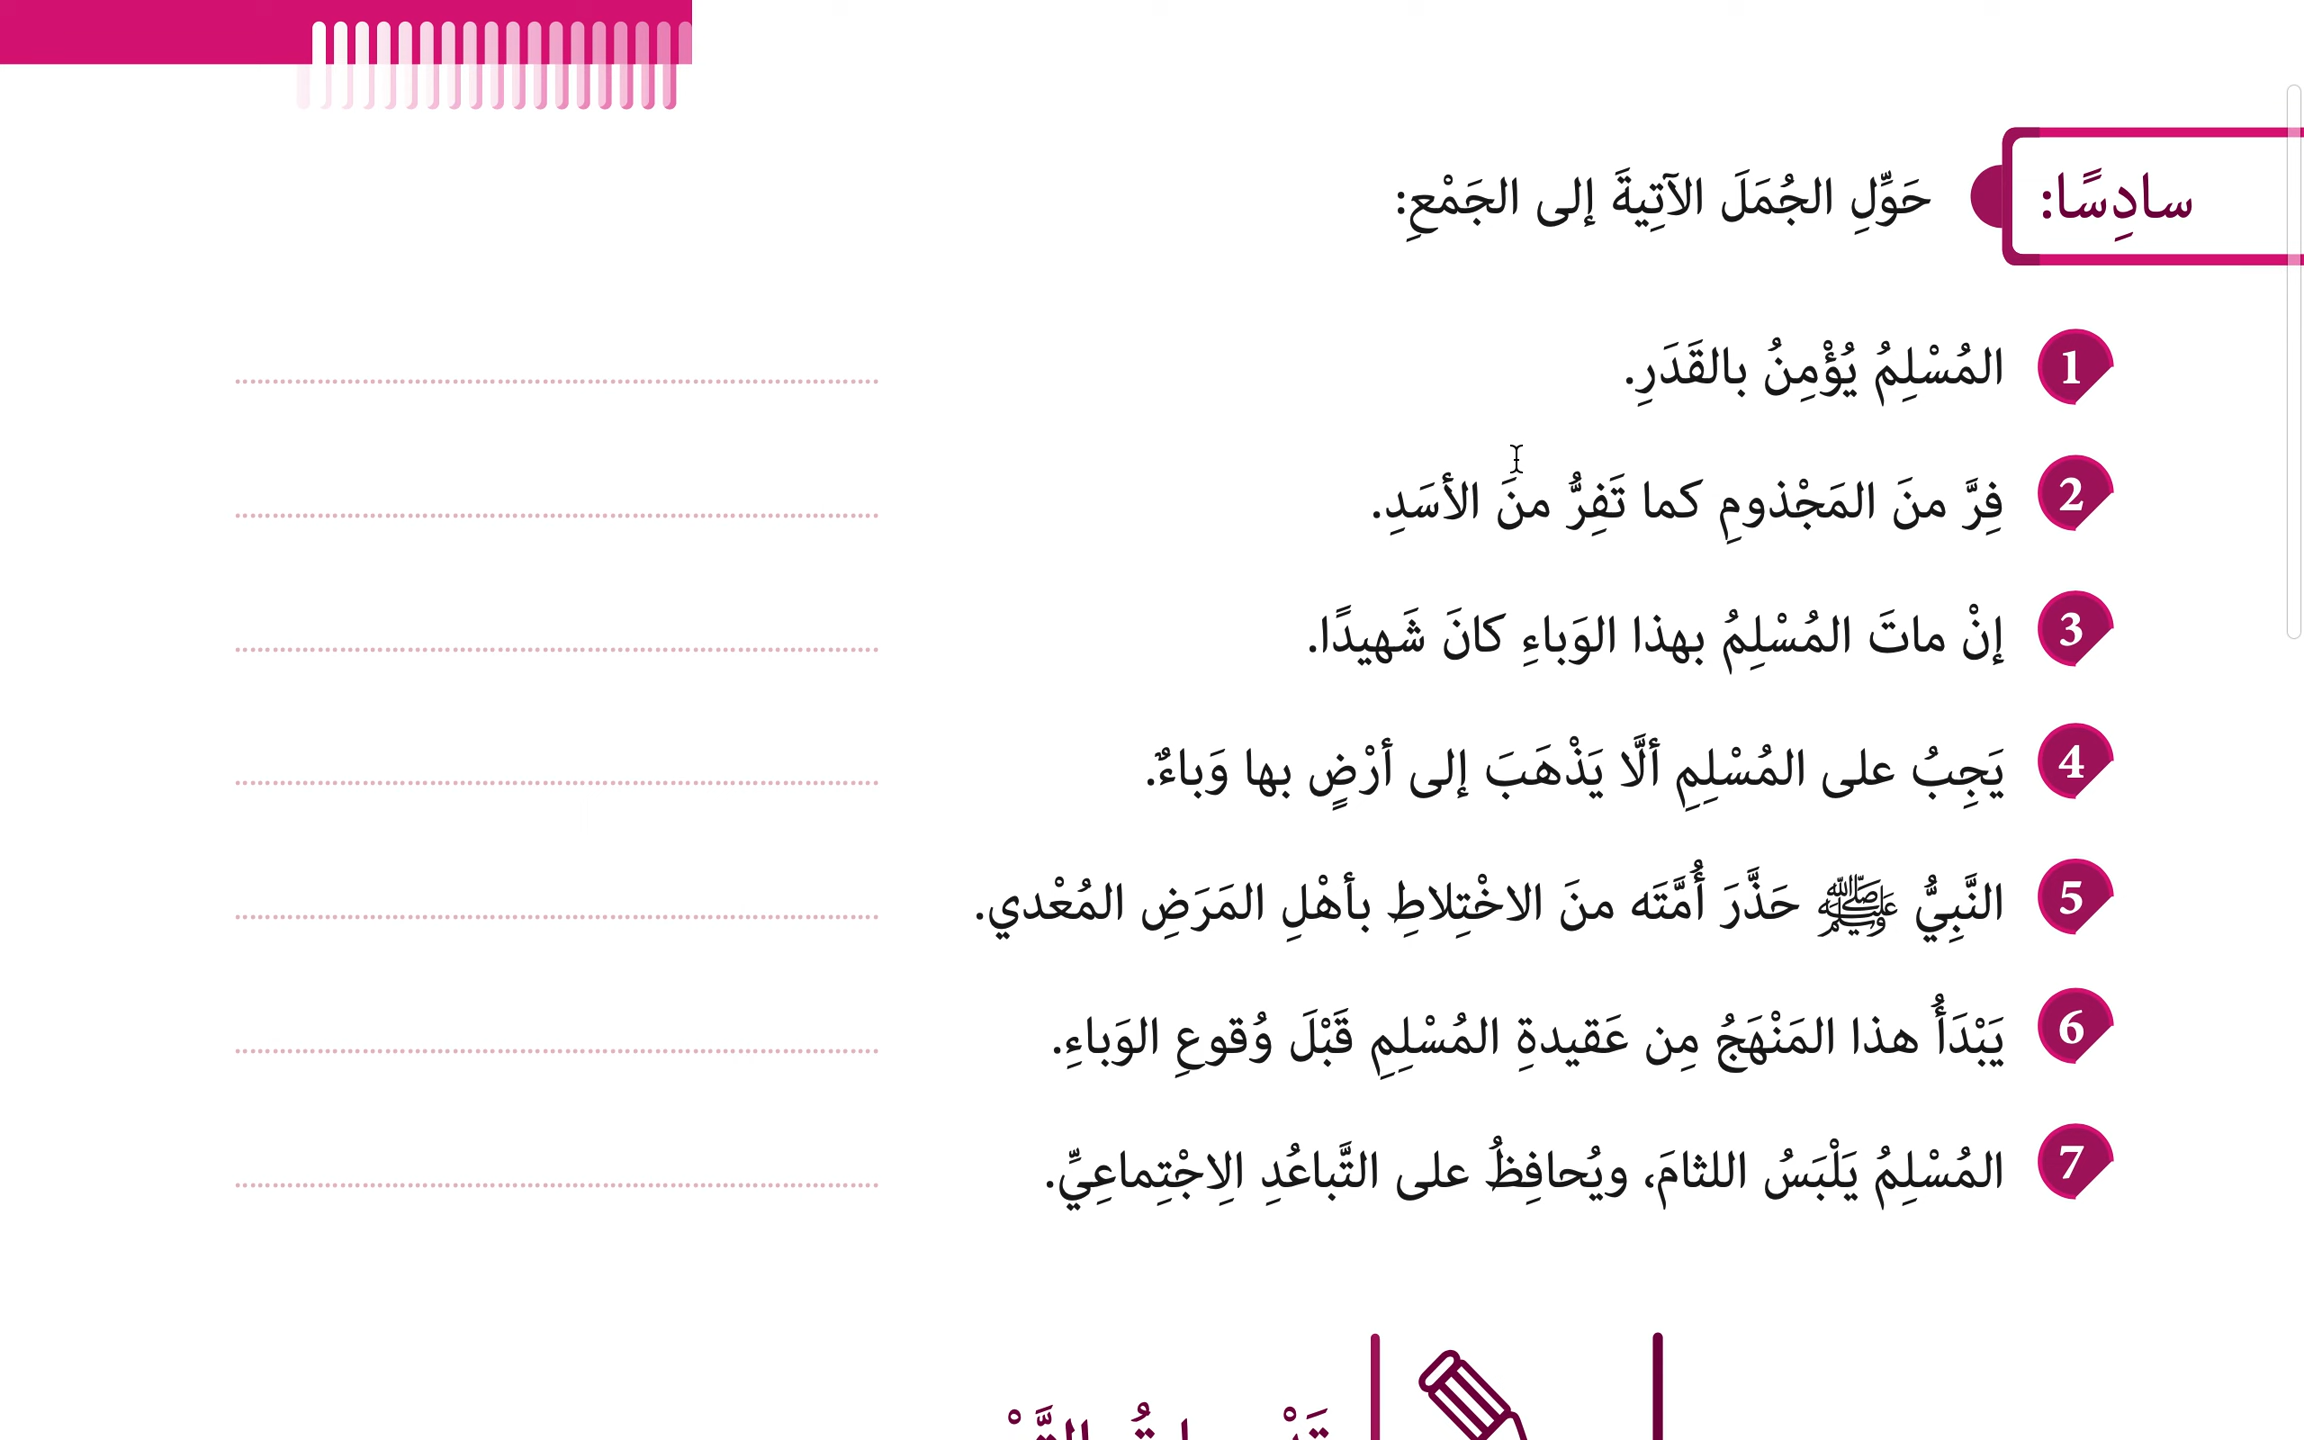 سادِسًا: حَوِّلِ الجُمَلَ الآتِيةَ إلى الجَمْعِ:
1 المُسْلِمُ يُؤْمِنُ بالقَدَرِ.
2 فِرَّ منَ المَجْذومِ كما تَفِرُّ منَ الأسَدِ.
3 إنْ ماتَ المُسْلِمُ بهذا الوَباءِ كانَ شَهيدًا.
4 يَجِبُ على المُسْلِمِ ألَّا يَذْهَبَ إلى أرْضٍ بها وَباءٌ.
5 النَّبِيُّ ﷺ حَذَّرَ أُمَّتَه منَ الاخْتِلاطِ بأهْلِ المَرَضِ المُعْدي.
6 يَبْدَأُ هذا المَنْهَجُ مِن عَقيدةِ المُسْلِمِ قَبْلَ وُقوعِ الوَباءِ.
7 المُسْلِمُ يَلْبَسُ اللثامَ، ويُحافِظُ على التَّباعُدِ الِاجْتِماعِيِّ.